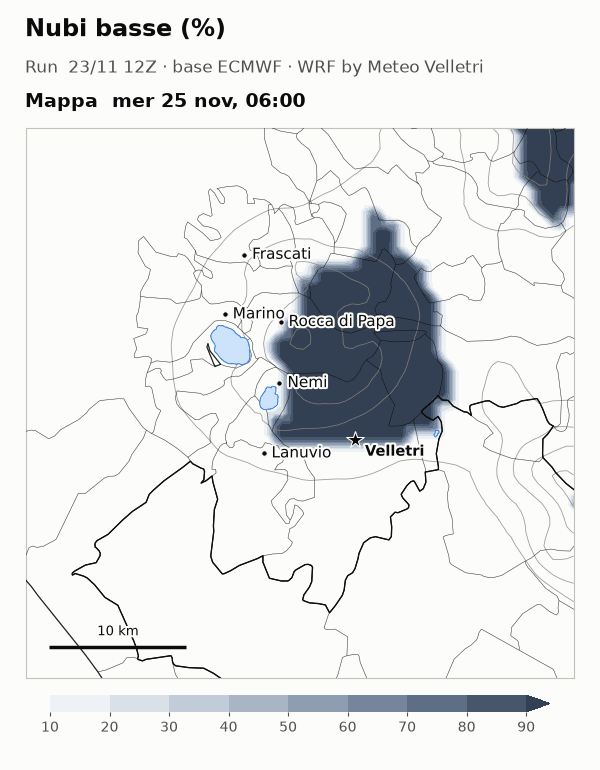 Nubi basse (%)
Run  23/11 12Z · base ECMWF · WRF by Meteo Velletri
Mappa  mer 25 nov, 06:00
Frascati
Marino
Rocca di Papa
Nemi
Velletri
Lanuvio
10 km
10 20 30 40 50 60 70 80 90